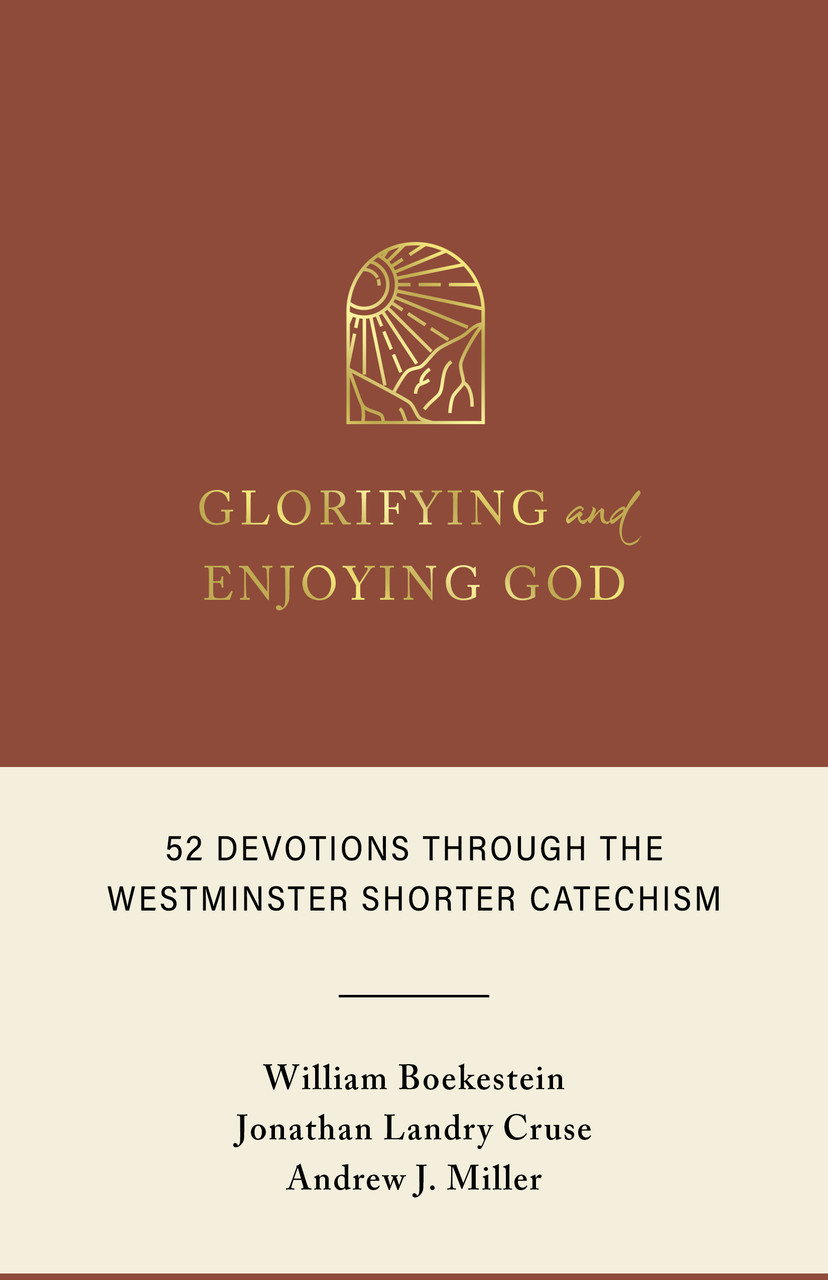 GLORIFYING and
ENJOYING GOD
52 DEVOTIONS THROUGH THE
WESTMINSTER SHORTER CATECHISM
William Boekestein
Jonathan Landry Cruse
Andrew J. Miller